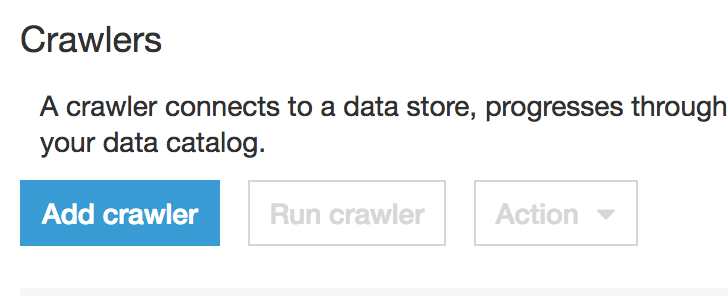 Crawlers
A crawler connects to a data store, progresses through
your data catalog.
Add crawler
Run crawler
Action